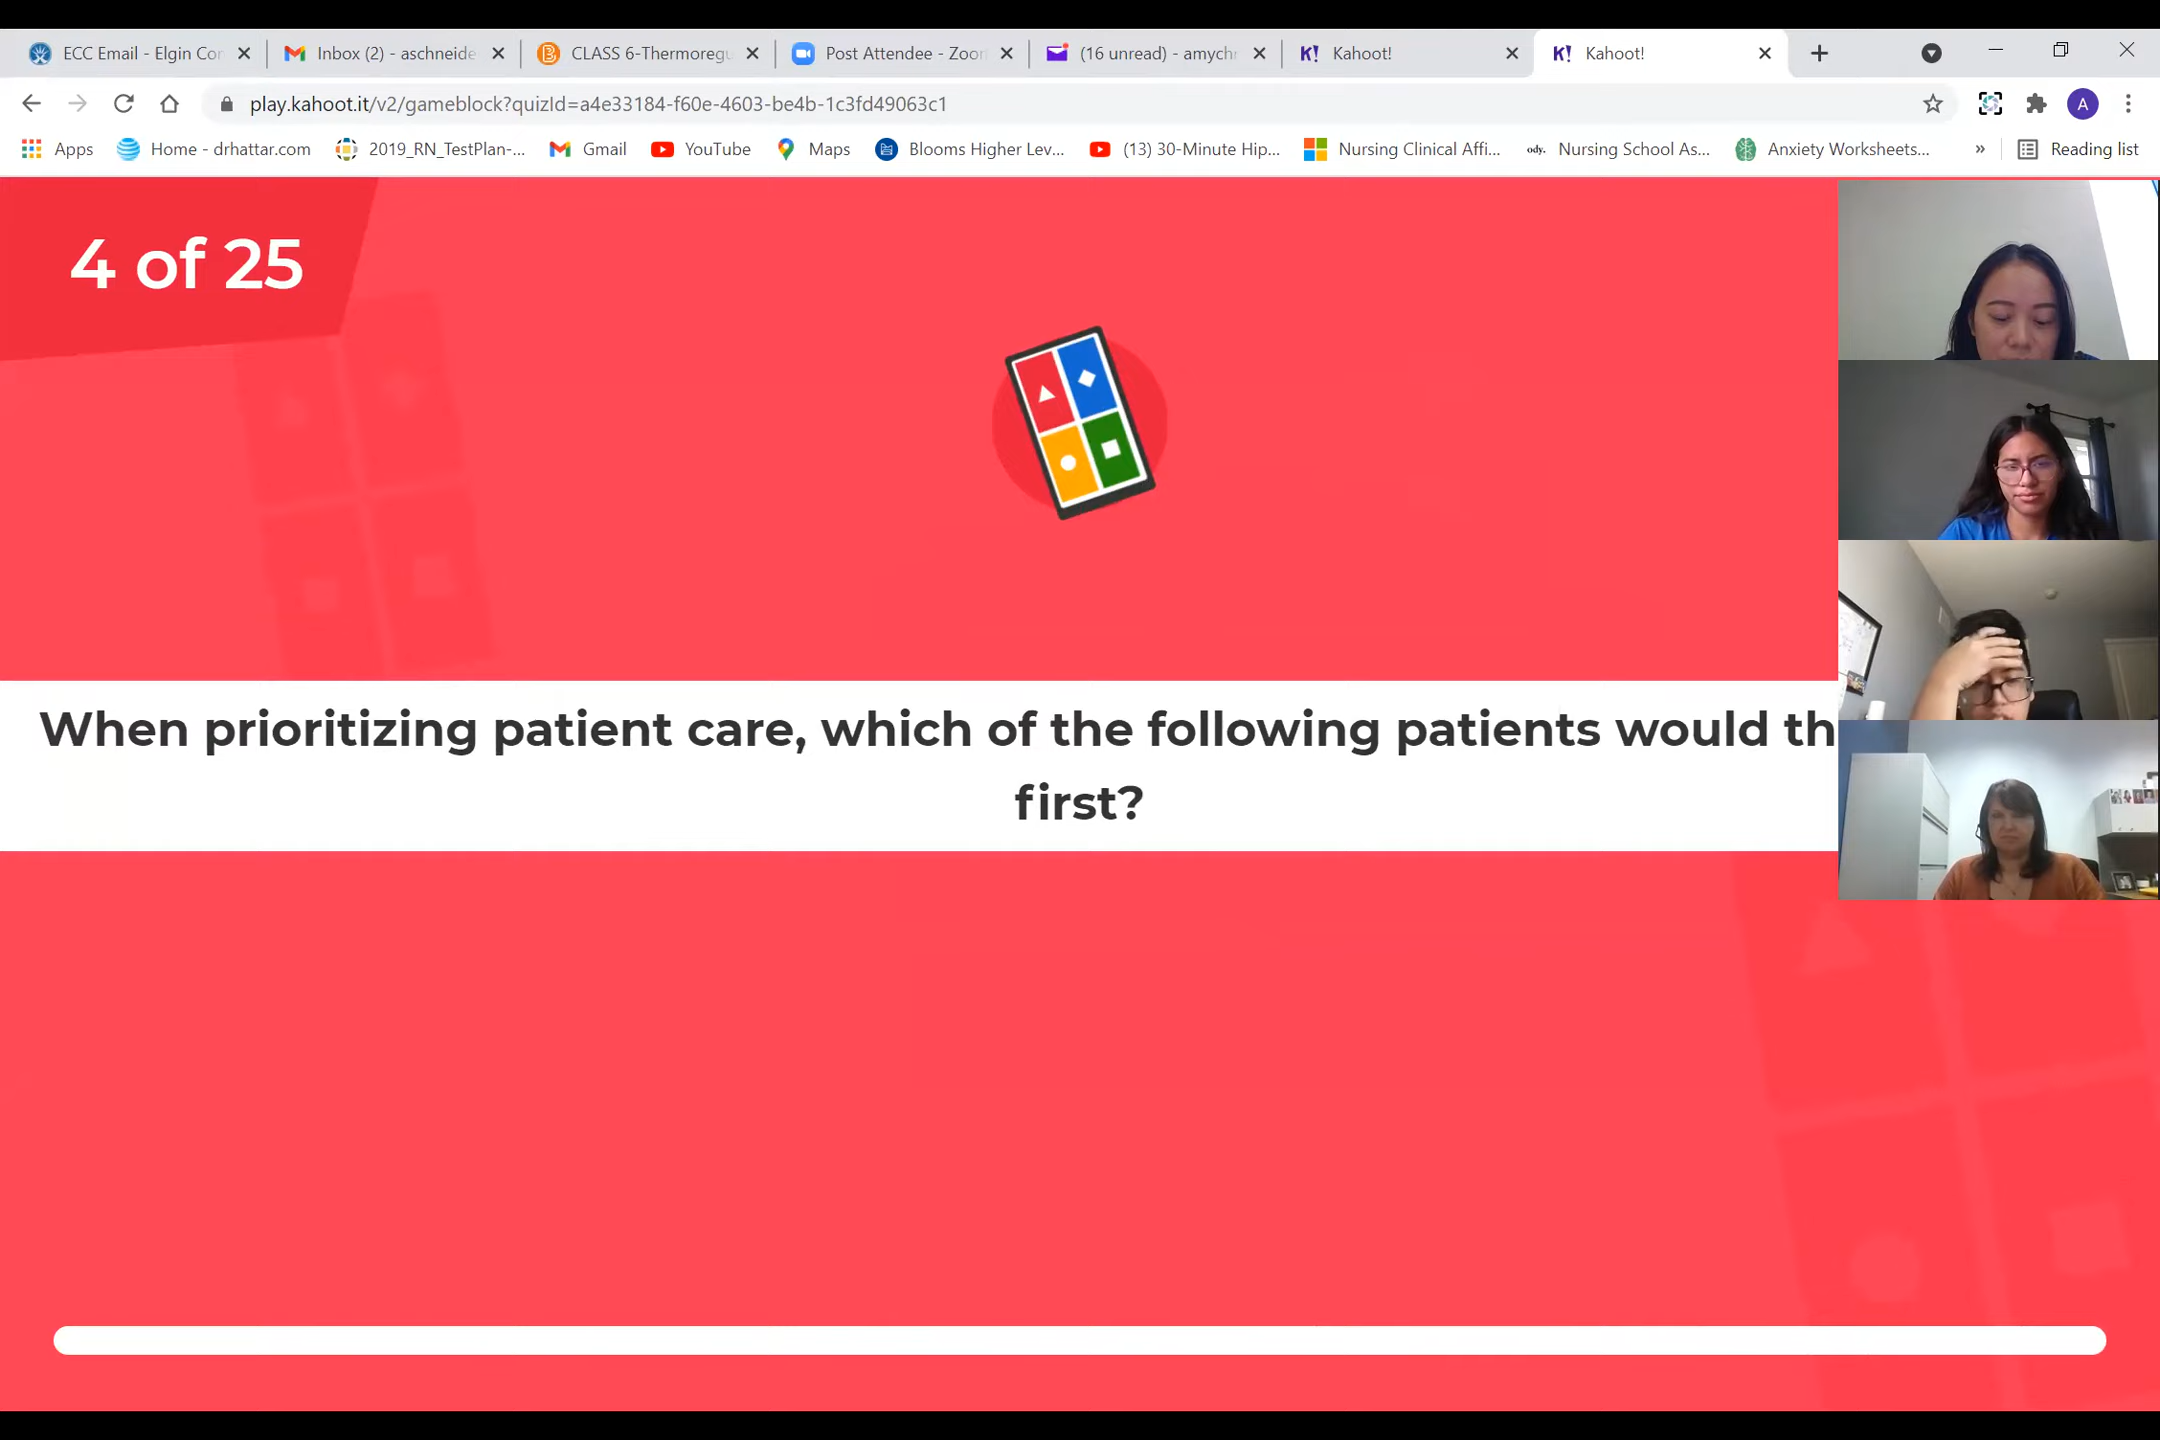 ECC Email - Elgin Cor
Inbox (2) - aschneide
CLASS 6-Thermoregu
Post Attendee - Zoom
(16 unread) - amychr
K! Kahoot!
K! Kahoot!
play.kahoot.it/v2/gameblock?quizId=a4e33184-f60e-4603-be4b-1c3fd49063c1
A
Apps
Home - drhattar.com
2019_RN_TestPlan-...
Gmail
YouTube
Maps
Blooms Higher Lev...
(13) 30-Minute Hip...
Nursing Clinical Affi...
ody. Nursing School As...
Anxiety Worksheets...
»
Reading list
4 of 25
When prioritizing patient care, which of the following patients would th
first?